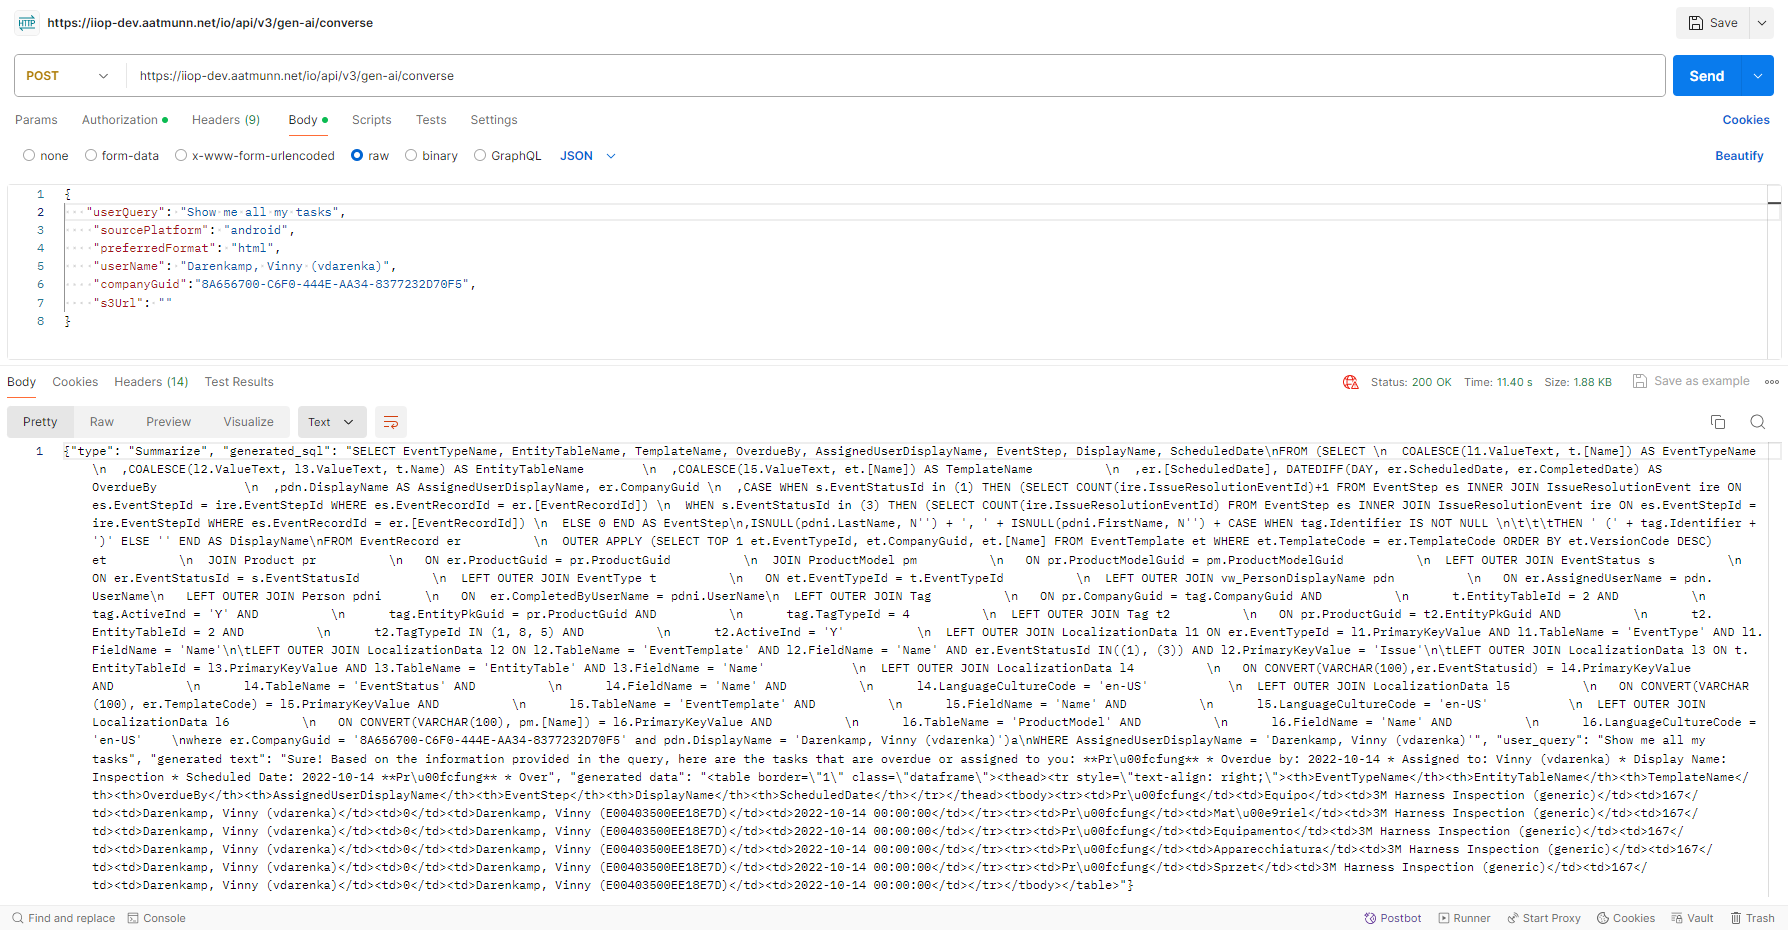 HTTP https://iiop-dev.aatmunn.net/io/api/v3/gen-ai/converse Save
POST https://iiop-dev.aatmunn.net/io/api/v3/gen-ai/converse Send
Params Authorization Headers (9) Body Scripts Tests Settings Cookies
none form-data x-www-form-urlencoded raw binary GraphQL JSON Beautify
1 {
2 "userQuery": "Show me all my tasks",
3 "sourcePlatform": "android",
4 "preferredFormat": "html",
5 "userName": "Darenkamp, Vinny (vdarenka)",
6 "companyGuid":"8A656700-C6F0-444E-AA34-8377232D70F5",
7 "s3Url": ""
8 }
Body Cookies Headers (14) Test Results Status: 200 OK Time: 11.40 s Size: 1.88 KB Save as example
Pretty Raw Preview Visualize Text
1 {"type": "Summarize", "generated_sql": "SELECT EventTypeName, EntityTableName, TemplateName, OverdueBy, AssignedUserDisplayName, EventStep, DisplayName, ScheduledDate\nFROM (SELECT \n COALESCE(l1.ValueText, t.[Name]) AS EventTypeName
\n ,COALESCE(l2.ValueText, l3.ValueText, t.Name) AS EntityTableName \n ,COALESCE(l5.ValueText, et.[Name]) AS TemplateName \n ,er.[ScheduledDate], DATEDIFF(DAY, er.ScheduledDate, er.CompletedDate) AS
OverdueBy \n ,pdn.DisplayName AS AssignedUserDisplayName, er.CompanyGuid \n ,CASE WHEN s.EventStatusId in (1) THEN (SELECT COUNT(ire.IssueResolutionEventId)+1 FROM EventStep es INNER JOIN IssueResolutionEvent ire ON
es.EventStepId = ire.EventStepId WHERE es.EventRecordId = er.[EventRecordId]) \n WHEN s.EventStatusId in (3) THEN (SELECT COUNT(ire.IssueResolutionEventId) FROM EventStep es INNER JOIN IssueResolutionEvent ire ON es.EventStepId =
ire.EventStepId WHERE es.EventRecordId = er.[EventRecordId]) \n ELSE 0 END AS EventStep\n,ISNULL(pdni.LastName, N'') + ', ' + ISNULL(pdni.FirstName, N'') + CASE WHEN tag.Identifier IS NOT NULL \n\t\t\tTHEN ' (' + tag.Identifier +
')' ELSE '' END AS DisplayName\nFROM EventRecord er \n OUTER APPLY (SELECT TOP 1 et.EventTypeId, et.CompanyGuid, et.[Name] FROM EventTemplate et WHERE et.TemplateCode = er.TemplateCode ORDER BY et.VersionCode DESC)
et \n JOIN Product pr \n ON er.ProductGuid = pr.ProductGuid \n JOIN ProductModel pm \n ON pr.ProductModelGuid = pm.ProductModelGuid \n LEFT OUTER JOIN EventStatus s \n
ON er.EventStatusId = s.EventStatusId \n LEFT OUTER JOIN EventType t \n ON et.EventTypeId = t.EventTypeId \n LEFT OUTER JOIN vw_PersonDisplayName pdn \n ON er.AssignedUserName = pdn.
UserName\n LEFT OUTER JOIN Person pdni \n ON er.CompletedByUserName = pdni.UserName\n LEFT OUTER JOIN Tag \n ON pr.CompanyGuid = tag.CompanyGuid AND \n t.EntityTableId = 2 AND \n
tag.ActiveInd = 'Y' AND \n tag.EntityPkGuid = pr.ProductGuid AND \n tag.TagTypeId = 4 \n LEFT OUTER JOIN Tag t2 \n ON pr.ProductGuid = t2.EntityPkGuid AND \n t2.
EntityTableId = 2 AND \n t2.TagTypeId IN (1, 8, 5) AND \n t2.ActiveInd = 'Y' \n LEFT OUTER JOIN LocalizationData l1 ON er.EventTypeId = l1.PrimaryKeyValue AND l1.TableName = 'EventType' AND l1.
FieldName = 'Name'\n\tLEFT OUTER JOIN LocalizationData l2 ON l2.TableName = 'EventTemplate' AND l2.FieldName = 'Name' AND er.EventStatusId IN((1), (3)) AND l2.PrimaryKeyValue = 'Issue'\n\tLEFT OUTER JOIN LocalizationData l3 ON t.
EntityTableId = l3.PrimaryKeyValue AND l3.TableName = 'EntityTable' AND l3.FieldName = 'Name' \n LEFT OUTER JOIN LocalizationData l4 \n ON CONVERT(VARCHAR(100),er.EventStatusid) = l4.PrimaryKeyValue
AND \n l4.TableName = 'EventStatus' AND \n l4.FieldName = 'Name' AND \n l4.LanguageCultureCode = 'en-US' \n LEFT OUTER JOIN LocalizationData l5 \n ON CONVERT(VARCHAR
(100), er.TemplateCode) = l5.PrimaryKeyValue AND \n l5.TableName = 'EventTemplate' AND \n l5.FieldName = 'Name' AND \n l5.LanguageCultureCode = 'en-US' \n LEFT OUTER JOIN
LocalizationData l6 \n ON CONVERT(VARCHAR(100), pm.[Name]) = l6.PrimaryKeyValue AND \n l6.TableName = 'ProductModel' AND \n l6.FieldName = 'Name' AND \n l6.LanguageCultureCode =
'en-US' \nwhere er.CompanyGuid = '8A656700-C6F0-444E-AA34-8377232D70F5' and pdn.DisplayName = 'Darenkamp, Vinny (vdarenka)')a\nWHERE AssignedUserDisplayName = 'Darenkamp, Vinny (vdarenka)'", "user_query": "Show me all my
tasks", "generated text": "Sure! Based on the information provided in the query, here are the tasks that are overdue or assigned to you: **Pr\u00fcfung** * Overdue by: 2022-10-14 * Assigned to: Vinny (vdarenka) * Display Name:
Inspection * Scheduled Date: 2022-10-14 **Pr\u00fcfung** * Over", "generated data": "<table border=\"1\" class=\"dataframe\"><thead><tr style=\"text-align: right;\"><th>EventTypeName</th><th>EntityTableName</th><th>TemplateName</
th><th>OverdueBy</th><th>AssignedUserDisplayName</th><th>EventStep</th><th>DisplayName</th><th>ScheduledDate</th></tr></thead><tbody><tr><td>Pr\u00fcfung</td><td>Equipo</td><td>3M Harness Inspection (generic)</td><td>167</
td><td>Darenkamp, Vinny (vdarenka)</td><td>0</td><td>Darenkamp, Vinny (E00403500EE18E7D)</td><td>2022-10-14 00:00:00</td></tr><tr><td>Pr\u00fcfung</td><td>Mat\u00e9riel</td><td>3M Harness Inspection (generic)</td><td>167</
td><td>Darenkamp, Vinny (vdarenka)</td><td>0</td><td>Darenkamp, Vinny (E00403500EE18E7D)</td><td>2022-10-14 00:00:00</td></tr><tr><td>Pr\u00fcfung</td><td>Equipamento</td><td>3M Harness Inspection (generic)</td><td>167</
td><td>Darenkamp, Vinny (vdarenka)</td><td>0</td><td>Darenkamp, Vinny (E00403500EE18E7D)</td><td>2022-10-14 00:00:00</td></tr><tr><td>Pr\u00fcfung</td><td>Apparecchiatura</td><td>3M Harness Inspection (generic)</td><td>167</
td><td>Darenkamp, Vinny (vdarenka)</td><td>0</td><td>Darenkamp, Vinny (E00403500EE18E7D)</td><td>2022-10-14 00:00:00</td></tr><tr><td>Pr\u00fcfung</td><td>Sprzet</td><td>3M Harness Inspection (generic)</td><td>167</
td><td>Darenkamp, Vinny (vdarenka)</td><td>0</td><td>Darenkamp, Vinny (E00403500EE18E7D)</td><td>2022-10-14 00:00:00</td></tr></tbody></table>"}
Find and replace Console Postbot Runner Start Proxy Cookies Vault Trash